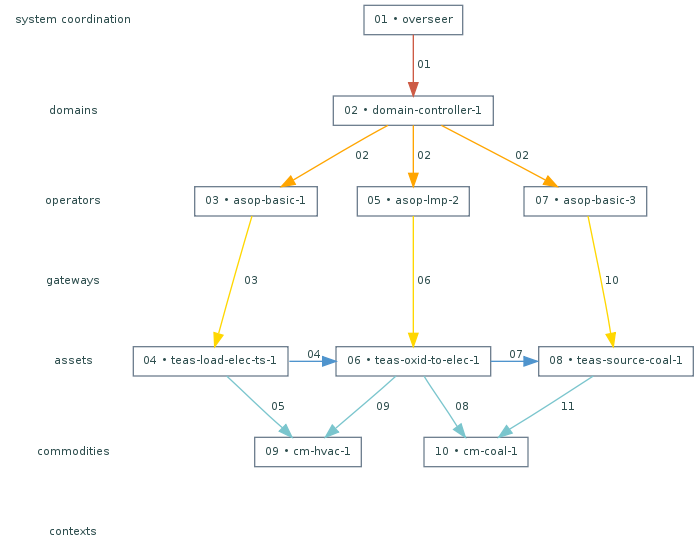 system coordination
01 • overseer
01
domains
02 • domain-controller-1
02
02
02
operators
03 • asop-basic-1
05 • asop-lmp-2
07 • asop-basic-3
gateways
03
06
10
assets
04 • teas-load-elec-ts-1
04
06 • teas-oxid-to-elec-1
07
08 • teas-source-coal-1
05
09
08
11
commodities
09 • cm-hvac-1
10 • cm-coal-1
contexts